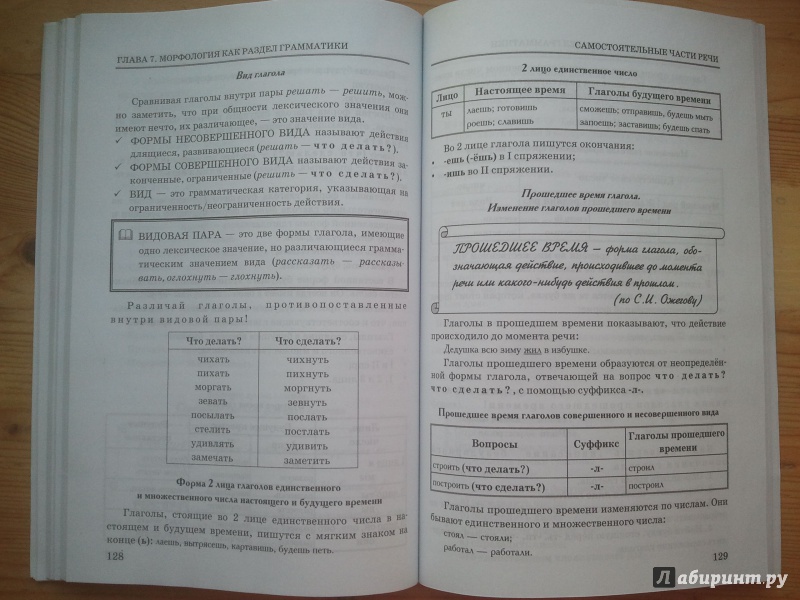 ГЛАВА 7. МОРФОЛОГИЯ КАК РАЗДЕЛ ГРАММАТИКИ
Вид глагола
Сравнивая глаголы внутри пары решать — решить, мож-
но заметить, что при общности лексического значения они
имеют нечто, их различающее, — это значение вида.
✓ ФОРМЫ НЕСОВЕРШЕННОГО ВИДА называют действия
длящиеся, развивающиеся (решать — что делать?).
✓ ФОРМЫ СОВЕРШЕННОГО ВИДА называют действия за-
конченные, ограниченные (решить — что сделать?).
✓ ВИД — это грамматическая категория, указывающая на
ограниченность/неограниченность действия.
ВИДОВАЯ ПАРА — это две формы глагола, имеющие
одно лексическое значение, но различающиеся грамма-
тическим значением вида (рассказать — рассказы-
вать, оглохнуть — глохнуть).
Различай глаголы, противопоставленные
внутри видовой пары!
Что делать? Что сделать?
чихать чихнуть
пихать пихнуть
моргать моргнуть
зевать зевнуть
посылать послать
стелить постлать
удивлять удивить
замечать заметить
Форма 2 лица глаголов единственного
и множественного числа настоящего и будущего времени
Глаголы, стоящие во 2 лице единственного числа в на-
стоящем и будущем времени, пишутся с мягким знаком на
конце (ь): лаешь, вытрясешь, картавишь, будешь петь.
128
САМОСТОЯТЕЛЬНЫЕ ЧАСТИ РЕЧИ
2 лицо единственное число
Лицо Настоящее время Глаголы будущего времени
ты лаешь; готовишь сможешь; отправишь, будешь мыть
роешь; славишь запоешь; заставишь; будешь спать
Во 2 лице глагола пишутся окончания:
• -ешь (-ёшь) в I спряжении;
• -ишь во II спряжении.
Прошедшее время глагола.
Изменение глаголов прошедшего времени
ПРОШЕДШЕЕ ВРЕМЯ — форма глагола, обо-
значающая действие, происходившее до момента
речи или какого-нибудь действия в прошлом.
(по С.И. Ожегову)
Глаголы в прошедшем времени показывают, что действие
происходило до момента речи:
Дедушка всю зиму жил в избушке.
Глаголы прошедшего времени образуются от неопределён-
ной формы глагола, отвечающей на вопрос что делать?
что сделать?, с помощью суффикса -л-.
Прошедшее время глаголов совершенного и несовершенного вида
Вопросы Суффикс Глаголы прошедшего
времени
строить (что делать?) -л- строил
построить (что сделать?) -л- построил
Глаголы прошедшего времени изменяются по числам. Они
бывают единственного и множественного числа:
стоял — стояли;
работал — работали.
129
Лабиринт.ру